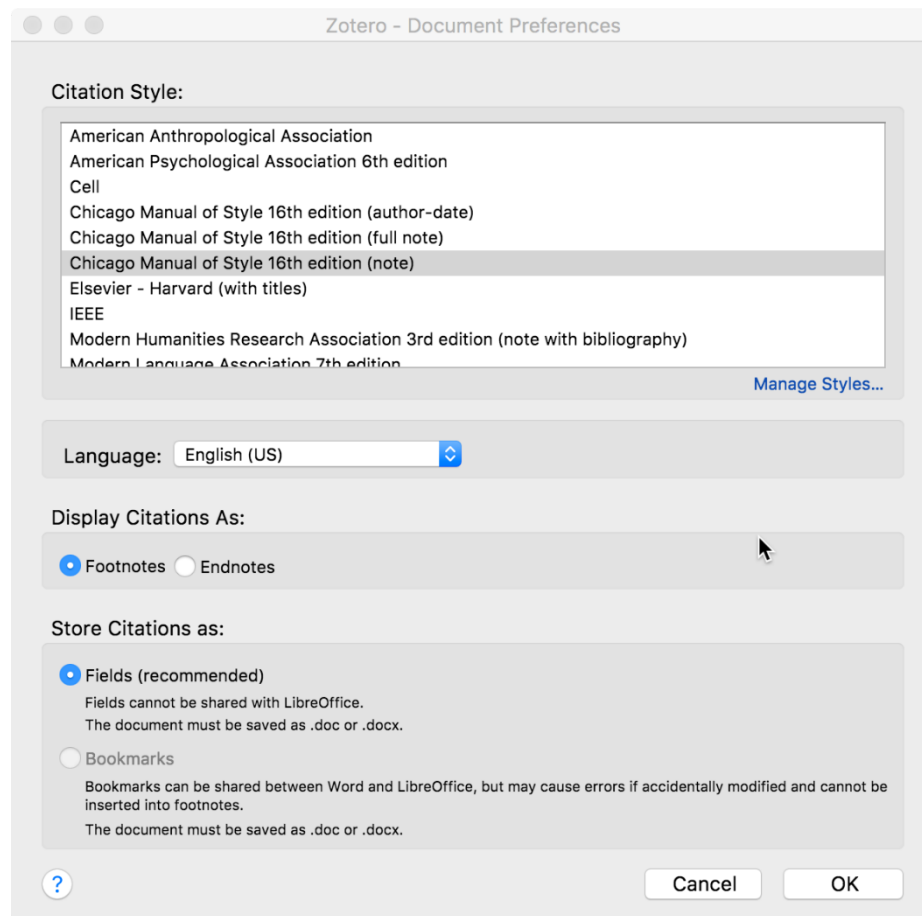 Zotero - Document Preferences
Citation Style:
American Anthropological Association
American Psychological Association 6th edition
Cell
Chicago Manual of Style 16th edition (author-date)
Chicago Manual of Style 16th edition (full note)
Chicago Manual of Style 16th edition (note)
Elsevier - Harvard (with titles)
IEEE
Modern Humanities Research Association 3rd edition (note with bibliography)
Modern Language Association 7th edition
Manage Styles...
Language: English (US)
Display Citations As:
Footnotes Endnotes
Store Citations as:
Fields (recommended)
Fields cannot be shared with LibreOffice.
The document must be saved as .doc or .docx.
Bookmarks
Bookmarks can be shared between Word and LibreOffice, but may cause errors if accidentally modified and cannot be
inserted into footnotes.
The document must be saved as .doc or .docx.
? Cancel OK